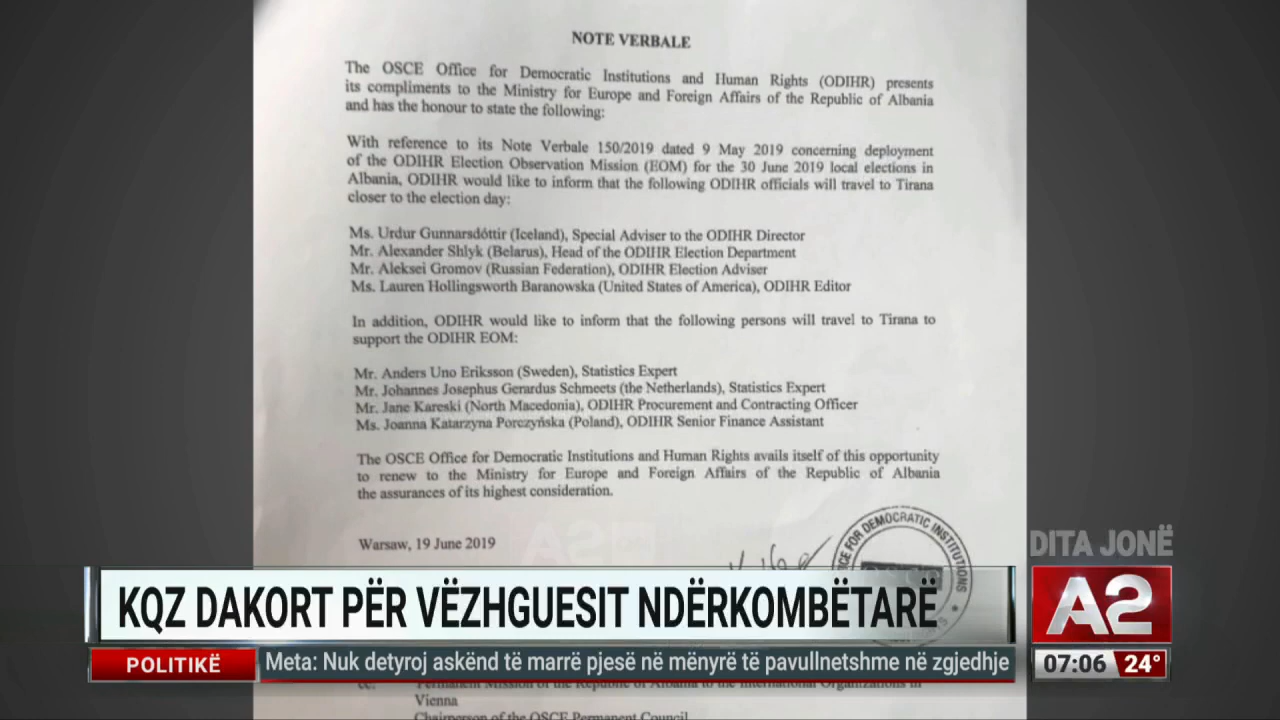 NOTE VERBALE
The OSCE Office for Democratic Institutions and Human Rights (ODIHR) presents
its compliments to the Ministry for Europe and Foreign Affairs of the Republic of Albania
and has the honour to state the following:
With reference to its Note Verbale 150/2019 dated 9 May 2019 concerning deployment
of the ODIHR Election Observation Mission (EOM) for the 30 June 2019 local elections in
Albania, ODIHR would like to inform that the following ODIHR officials will travel to Tirana
closer to the election day:
Ms. Urdur Gunnarsdóttir (Iceland), Special Adviser to the ODIHR Director
Mr. Alexander Shlyk (Belarus), Head of the ODIHR Election Department
Mr. Aleksei Gromov (Russian Federation), ODIHR Election Adviser
Ms. Lauren Hollingsworth Baranowska (United States of America), ODIHR Editor
In addition, ODIHR would like to inform that the following persons will travel to Tirana to
support the ODIHR EOM:
Mr. Anders Uno Eriksson (Sweden), Statistics Expert
Mr. Johannes Josephus Gerardus Schmeets (the Netherlands), Statistics Expert
Mr. Jane Kareski (North Macedonia), ODIHR Procurement and Contracting Officer
Ms. Joanna Katarzyna Porczyńska (Poland), ODIHR Senior Finance Assistant
The OSCE Office for Democratic Institutions and Human Rights avails itself of this opportunity
to renew to the Ministry for Europe and Foreign Affairs of the Republic of Albania
the assurances of its highest consideration.
Warsaw, 19 June 2019
FOR DEMOCRATIC INSTITUTIONS
DITA JONË
A2
KQZ DAKORT PËR VËZHGUESIT NDËRKOMBËTARË
POLITIKË
Meta: Nuk detyroj askënd të marrë pjesë në mënyrë të pavullnetshme në zgjedhje
07:06 24°
Permanent Mission of the Republic of Albania to the International Organizations in
Vienna
Chairperson of the OSCE Permanent Council